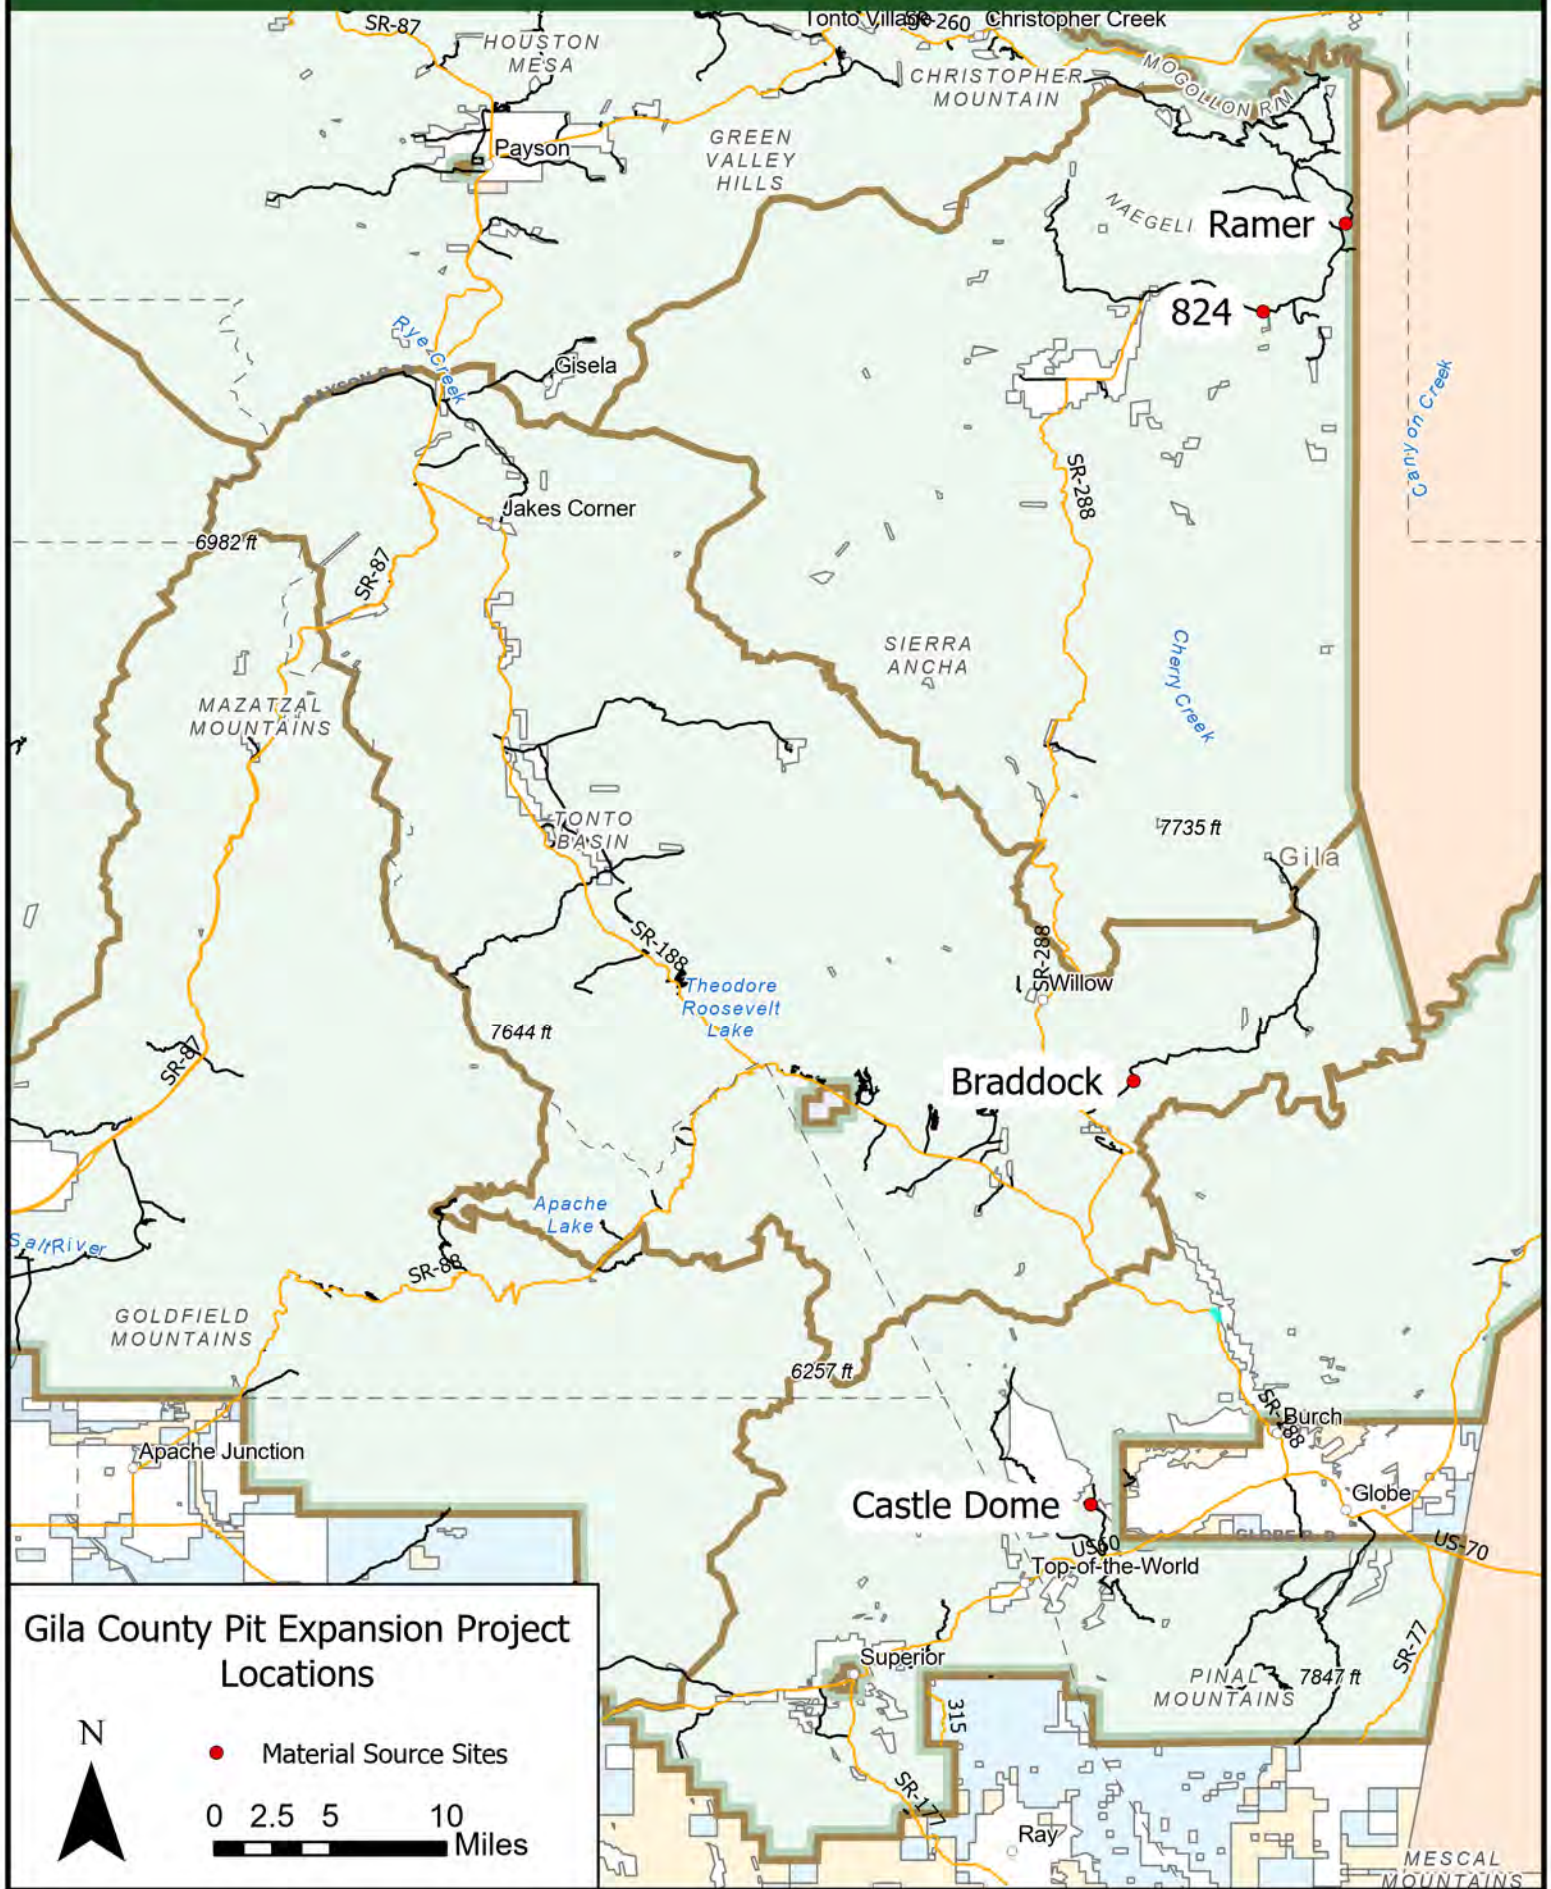 Tonto Village
SR-260
Christopher Creek
SR-87
HOUSTON
MESA
CHRISTOPHER
MOUNTAIN
MOGOLLON RIM
Payson
GREEN
VALLEY
HILLS
NAEGELI
Ramer
824
Rye Creek
Gisela
Canyon Creek
SR-288
Jakes Corner
6982 ft
SR-87
SIERRA
ANCHA
Cherry Creek
MAZATZAL
MOUNTAINS
TONTO
BASIN
7735 ft
Gila
SR-188
SR-288
Theodore
Roosevelt
Lake
Willow
7644 ft
SR-87
Braddock
Apache
Lake
SaltRiver
SR-88
GOLDFIELD
MOUNTAINS
6257 ft
SR-188
Burch
Apache Junction
Castle Dome
Globe
GLOBE R. D.
US60
US-70
Top-of-the-World
Superior
PINAL
MOUNTAINS
7847 ft
SR-77
315
SR-177
Ray
MESCAL
MOUNTAINS
Gila County Pit Expansion Project
Locations
N
Material Source Sites
0 2.5 5 10
Miles